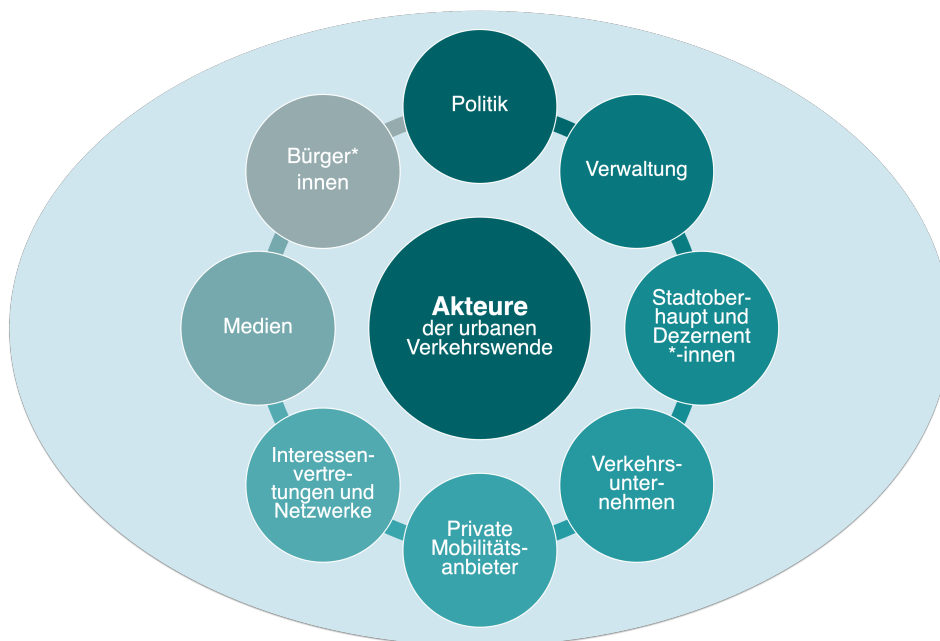 Politik
Verwaltung
Stadtober-
haupt und
Dezernent
*-innen
Verkehrs-
unter-
nehmen
Private
Mobilitäts-
anbieter
Interessen-
vertre-
tungen und
Netzwerke
Medien
Bürger*
innen
Akteure
der urbanen
Verkehrswende